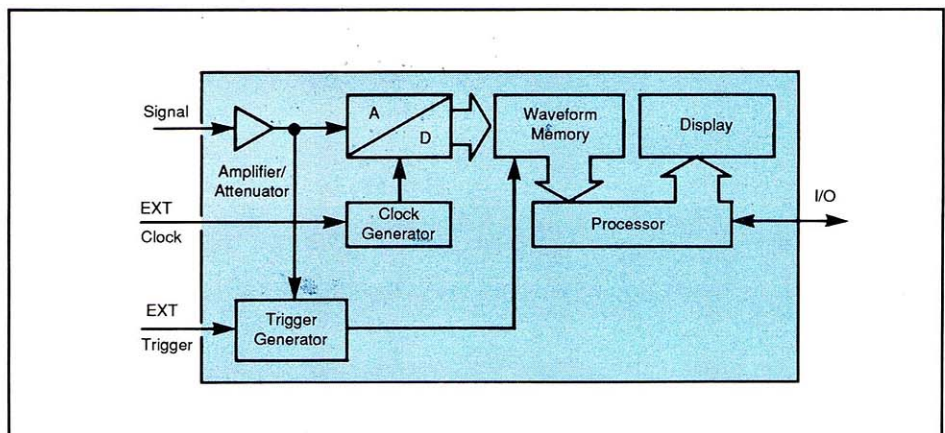 Signal
Amplifier/
Attenuator
A
D
Waveform
Memory
Display
EXT
Clock
Clock
Generator
Processor
I/O
EXT
Trigger
Trigger
Generator